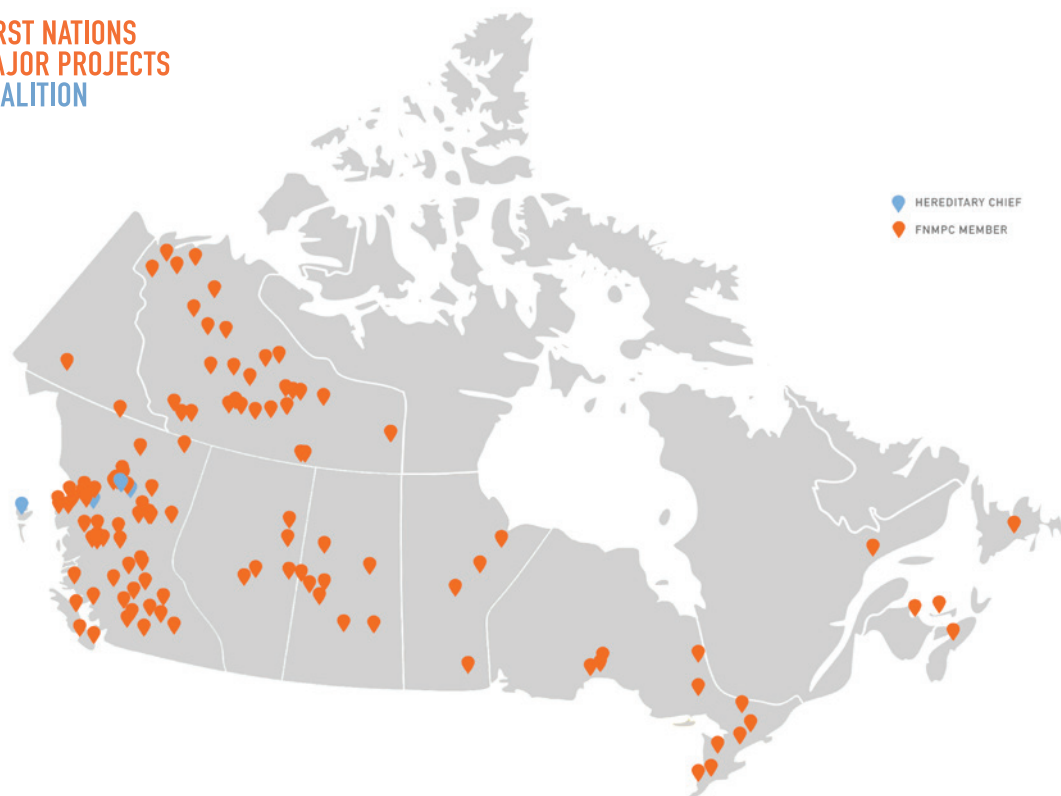 RST NATIONS
AJOR PROJECTS
ALITION
HEREDITARY CHIEF
FNMPC MEMBER